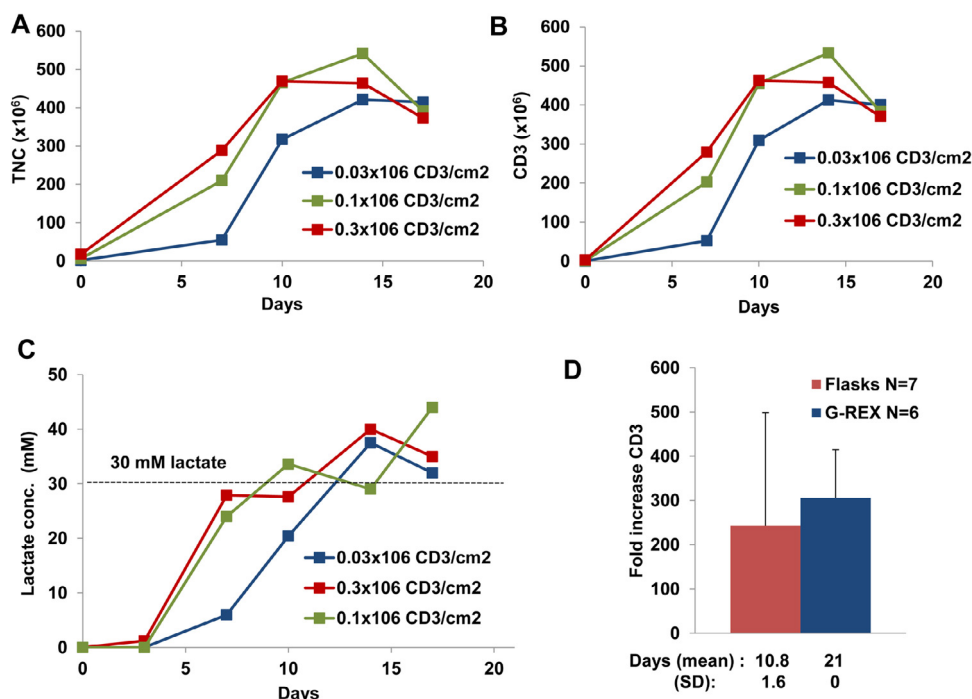 A
TNC (x10⁶)
600
500
400
300
200
100
0
0.03x106 CD3/cm2
0.1x106 CD3/cm2
0.3x106 CD3/cm2
0 5 10 15 20
Days
B
CD3 (x10⁶)
600
500
400
300
200
100
0
0.03x106 CD3/cm2
0.1x106 CD3/cm2
0.3x106 CD3/cm2
0 5 10 15 20
Days
C
Lactate conc. (mM)
50
40
30
20
10
0
30 mM lactate
0.03x106 CD3/cm2
0.3x106 CD3/cm2
0.1x106 CD3/cm2
0 5 10 15 20
Days
D
Fold increase CD3
600
500
400
300
200
100
0
Flasks N=7
G-REX N=6
Days (mean) : 10.8 21
(SD): 1.6 0